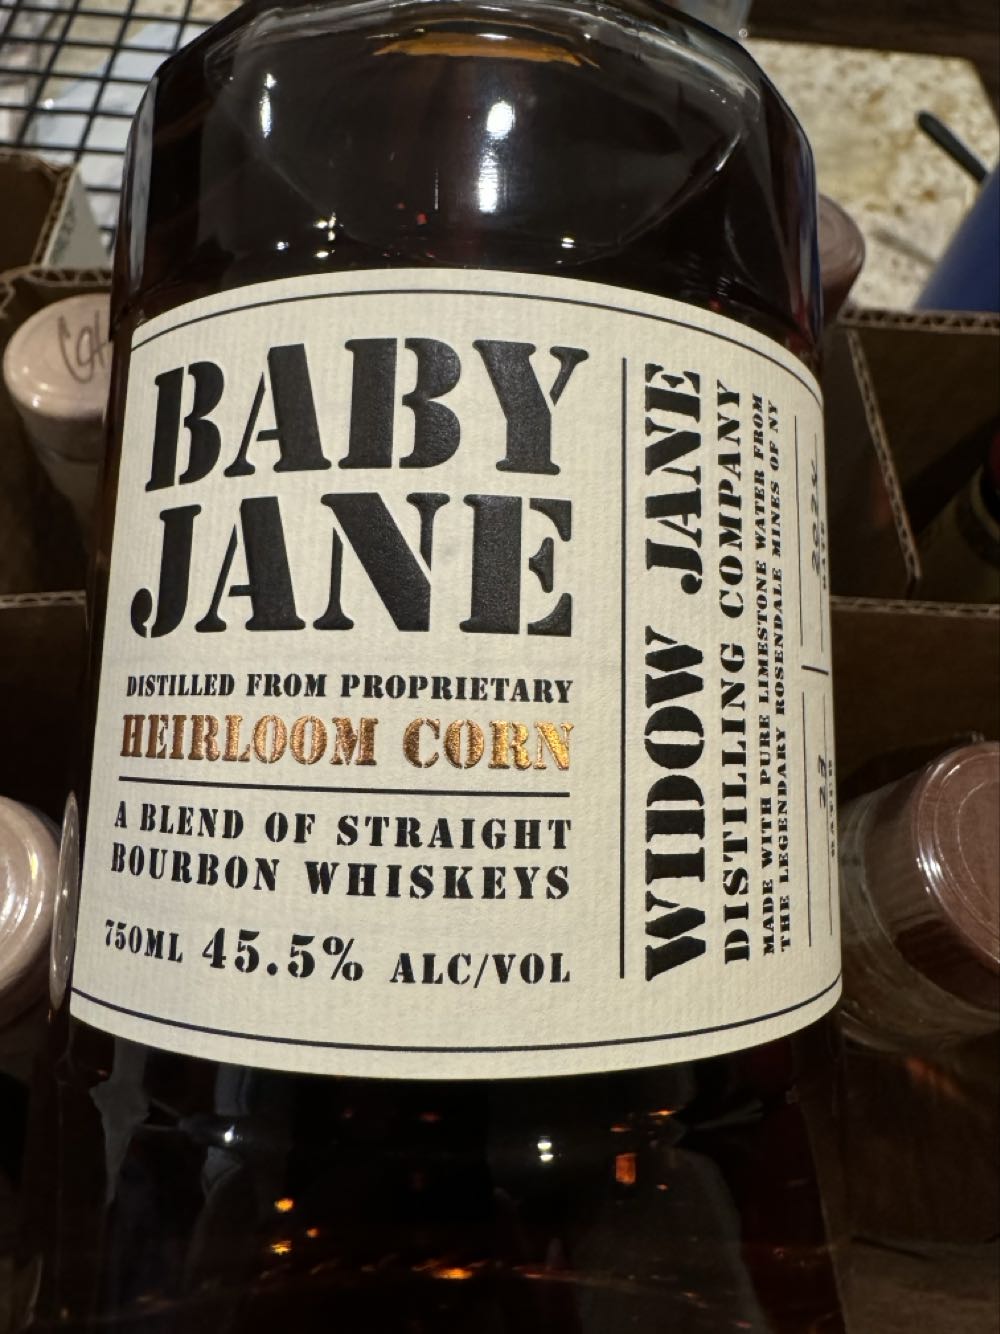 BABY
JANE
DISTILLED FROM PROPRIETARY
HEIRLOOM CORN
A BLEND OF STRAIGHT
BOURBON WHISKEYS
750ML 45.5% ALC/VOL
WIDOW JANE
DISTILLING COMPANY
MADE WITH PURE LIMESTONE WATER FROM
THE LEGENDARY ROSENDALE MINES OF NY
23